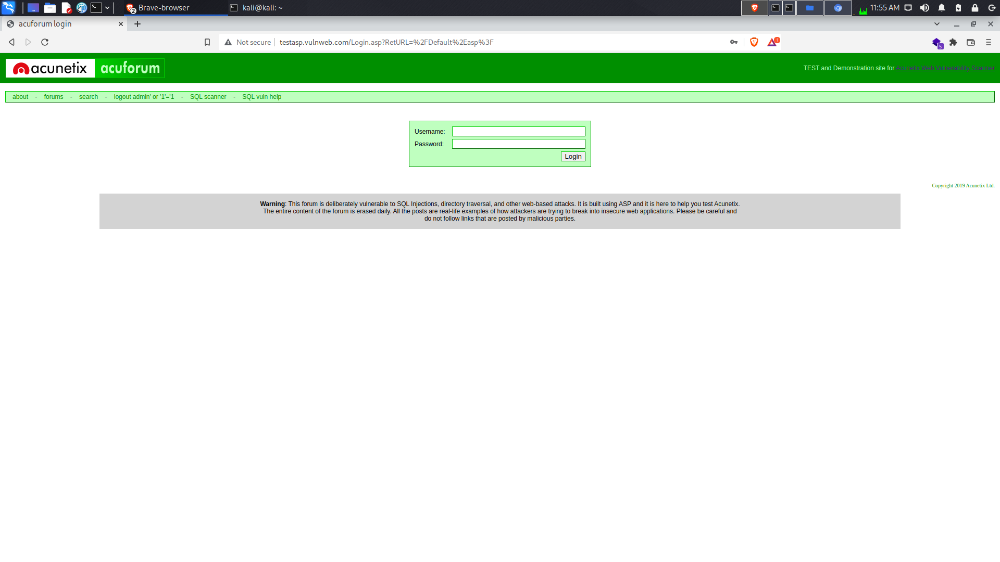 2 Brave-browser kali@kali: ~ 11:55 AM
acuforum login
Not secure testasp.vulnweb.com/Login.asp?RetURL=%2FDefault%2Easp%3F 1 5
acunetix acuforum TEST and Demonstration site for Acunetix Web Vulnerability Scanner
about - forums - search - logout admin' or '1'='1 - SQL scanner - SQL vuln help
Username:
Password:
Login
Copyright 2019 Acunetix Ltd.
Warning: This forum is deliberately vulnerable to SQL Injections, directory traversal, and other web-based attacks. It is built using ASP and it is here to help you test Acunetix.
The entire content of the forum is erased daily. All the posts are real-life examples of how attackers are trying to break into insecure web applications. Please be careful and
do not follow links that are posted by malicious parties.